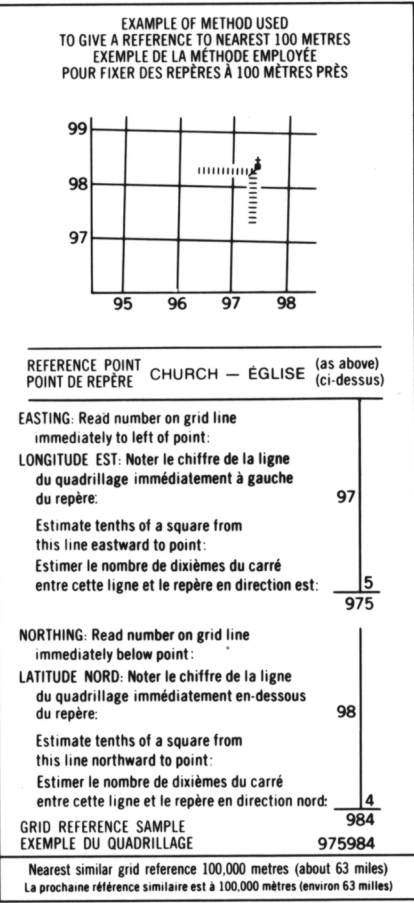 EXAMPLE OF METHOD USED
TO GIVE A REFERENCE TO NEAREST 100 METRES
EXEMPLE DE LA MÉTHODE EMPLOYÉE
POUR FIXER DES REPÈRES À 100 MÈTRES PRÈS
99
98
97
95 96 97 98
REFERENCE POINT
POINT DE REPÈRE
CHURCH — ÉGLISE
(as above)
(ci-dessus)
EASTING: Read number on grid line
immediately to left of point:
LONGITUDE EST: Noter le chiffre de la ligne
du quadrillage immédiatement à gauche
du repère: 97
Estimate tenths of a square from
this line eastward to point:
Estimer le nombre de dixièmes du carré
entre cette ligne et le repère en direction est: 5
975
NORTHING: Read number on grid line
immediately below point:
LATITUDE NORD: Noter le chiffre de la ligne
du quadrillage immédiatement en-dessous
du repère: 98
Estimate tenths of a square from
this line northward to point:
Estimer le nombre de dixièmes du carré
entre cette ligne et le repère en direction nord: 4
984
GRID REFERENCE SAMPLE
EXEMPLE DU QUADRILLAGE 975984
Nearest similar grid reference 100,000 metres (about 63 miles)
La prochaine référence similaire est à 100,000 mètres (environ 63 milles)